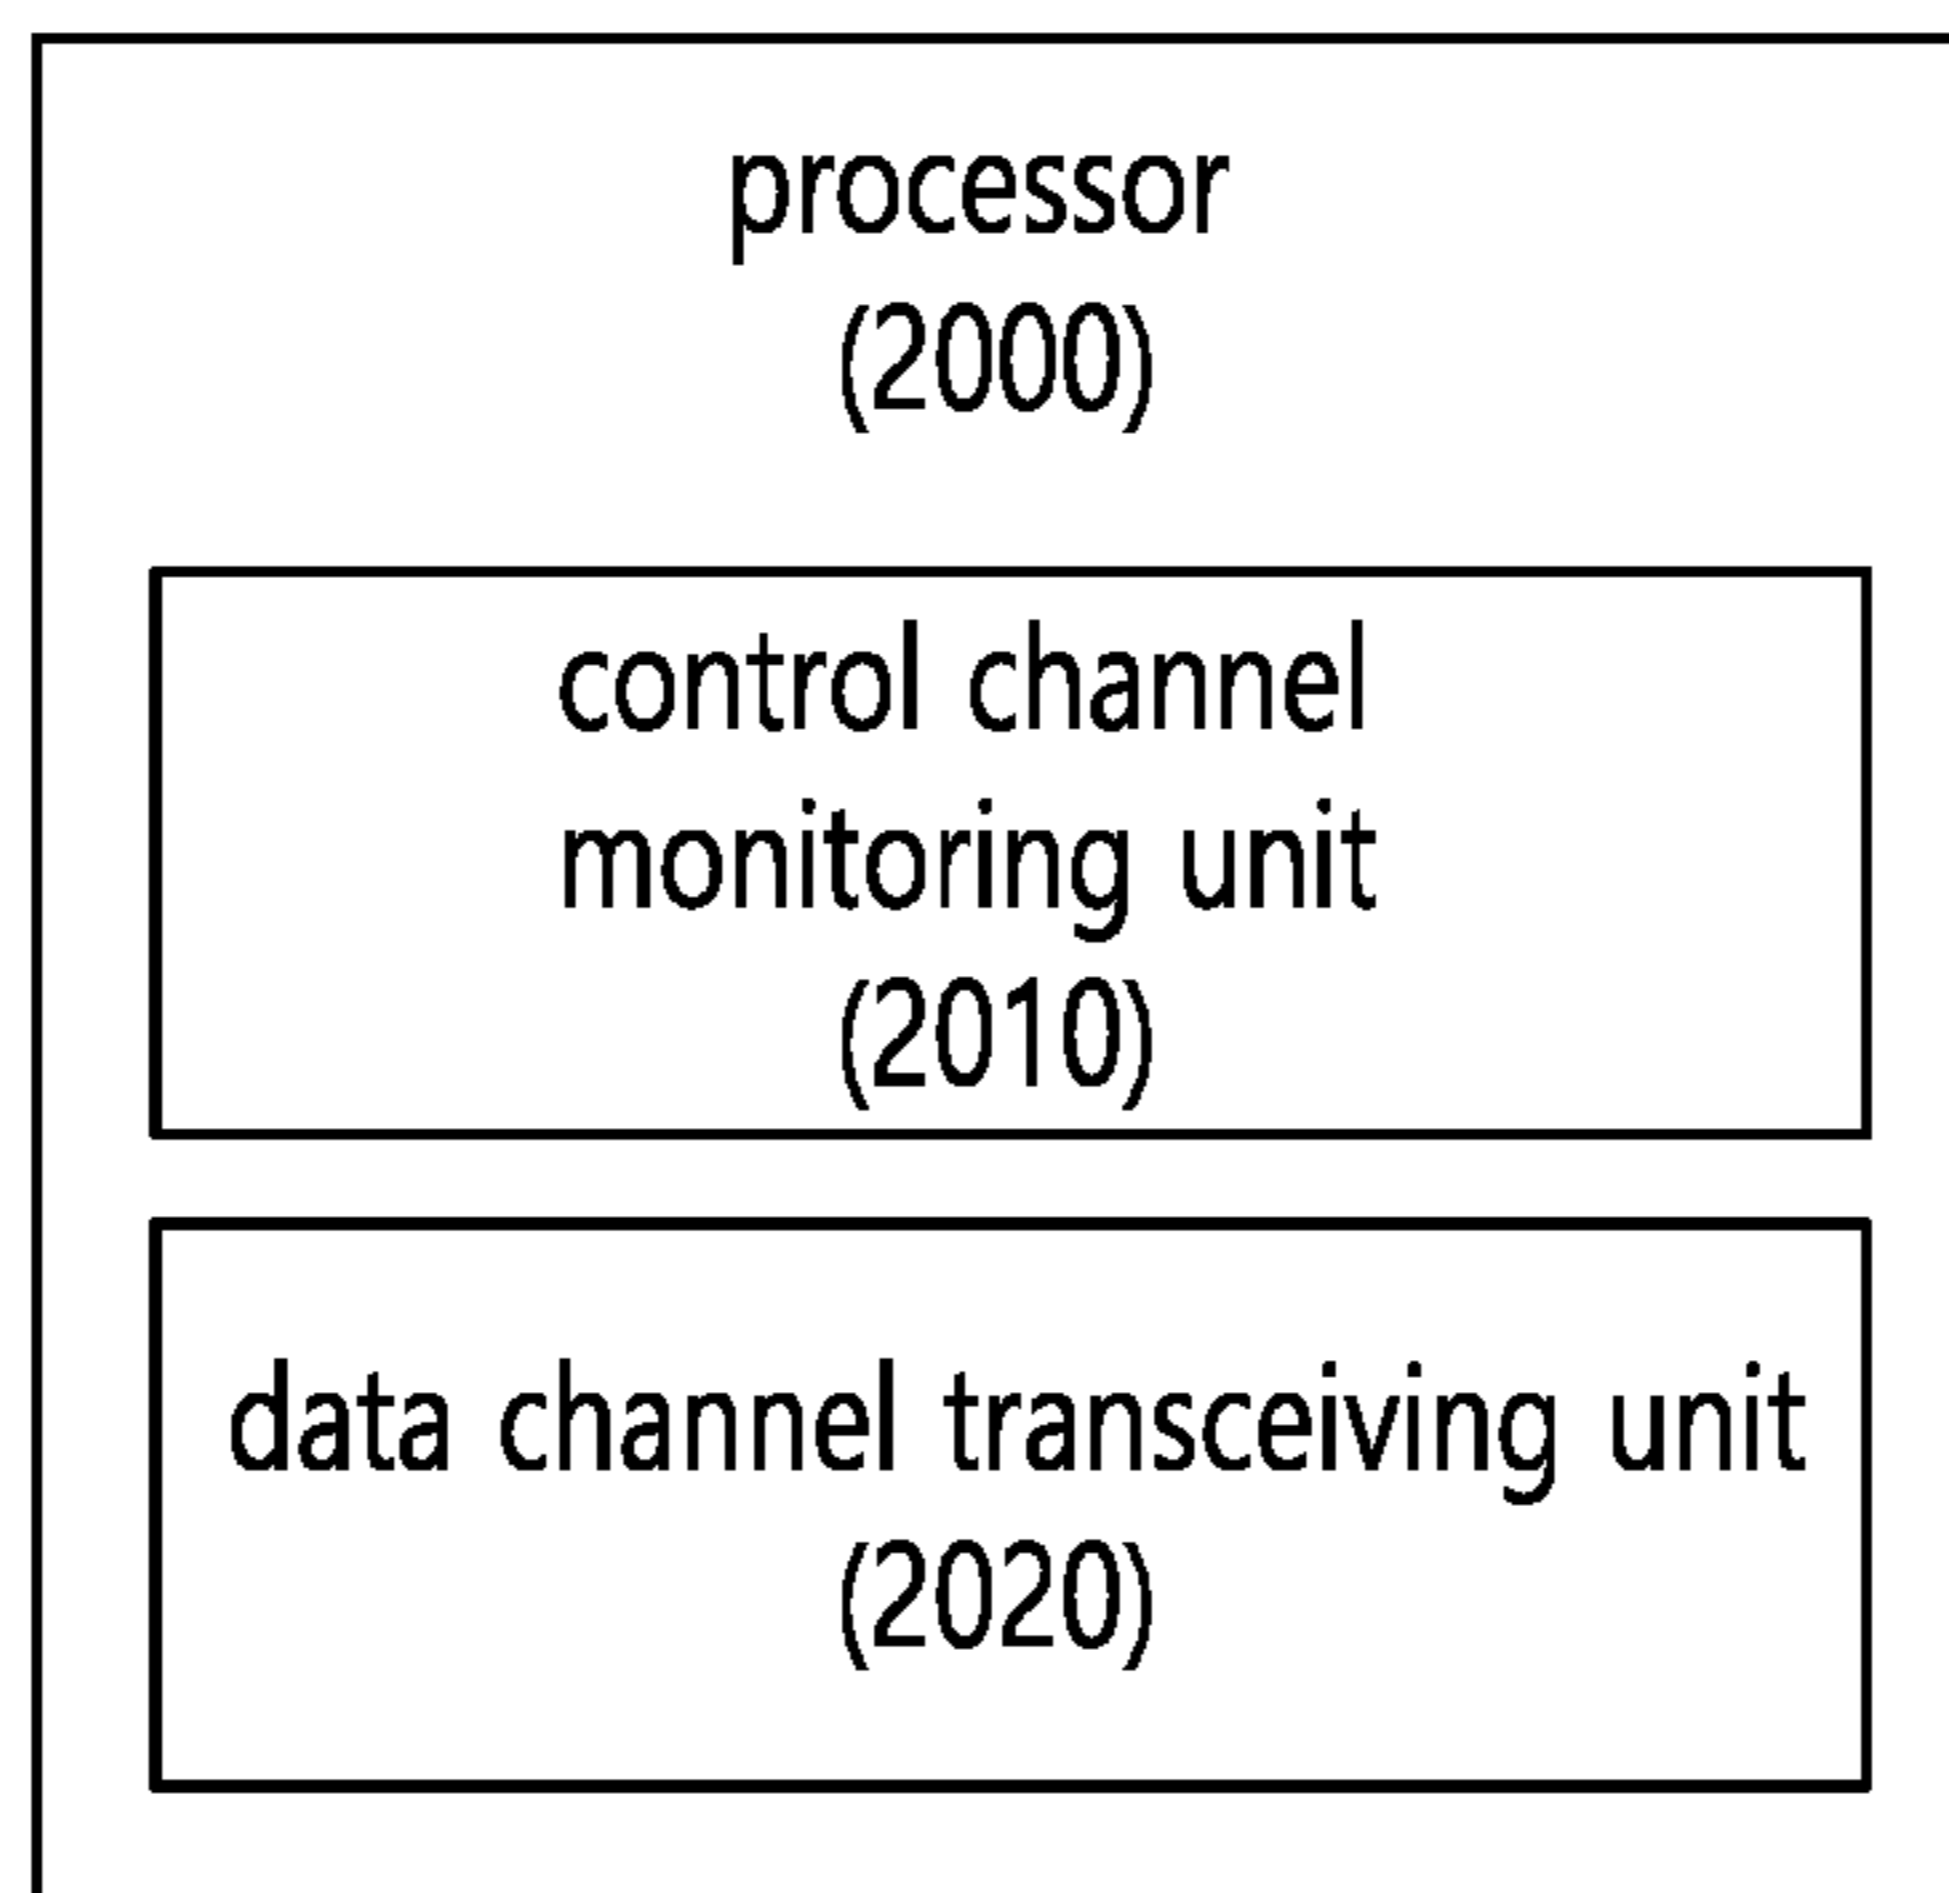 processor
(2000)
control channel
monitoring unit
(2010)
data channel transceiving unit
(2020)